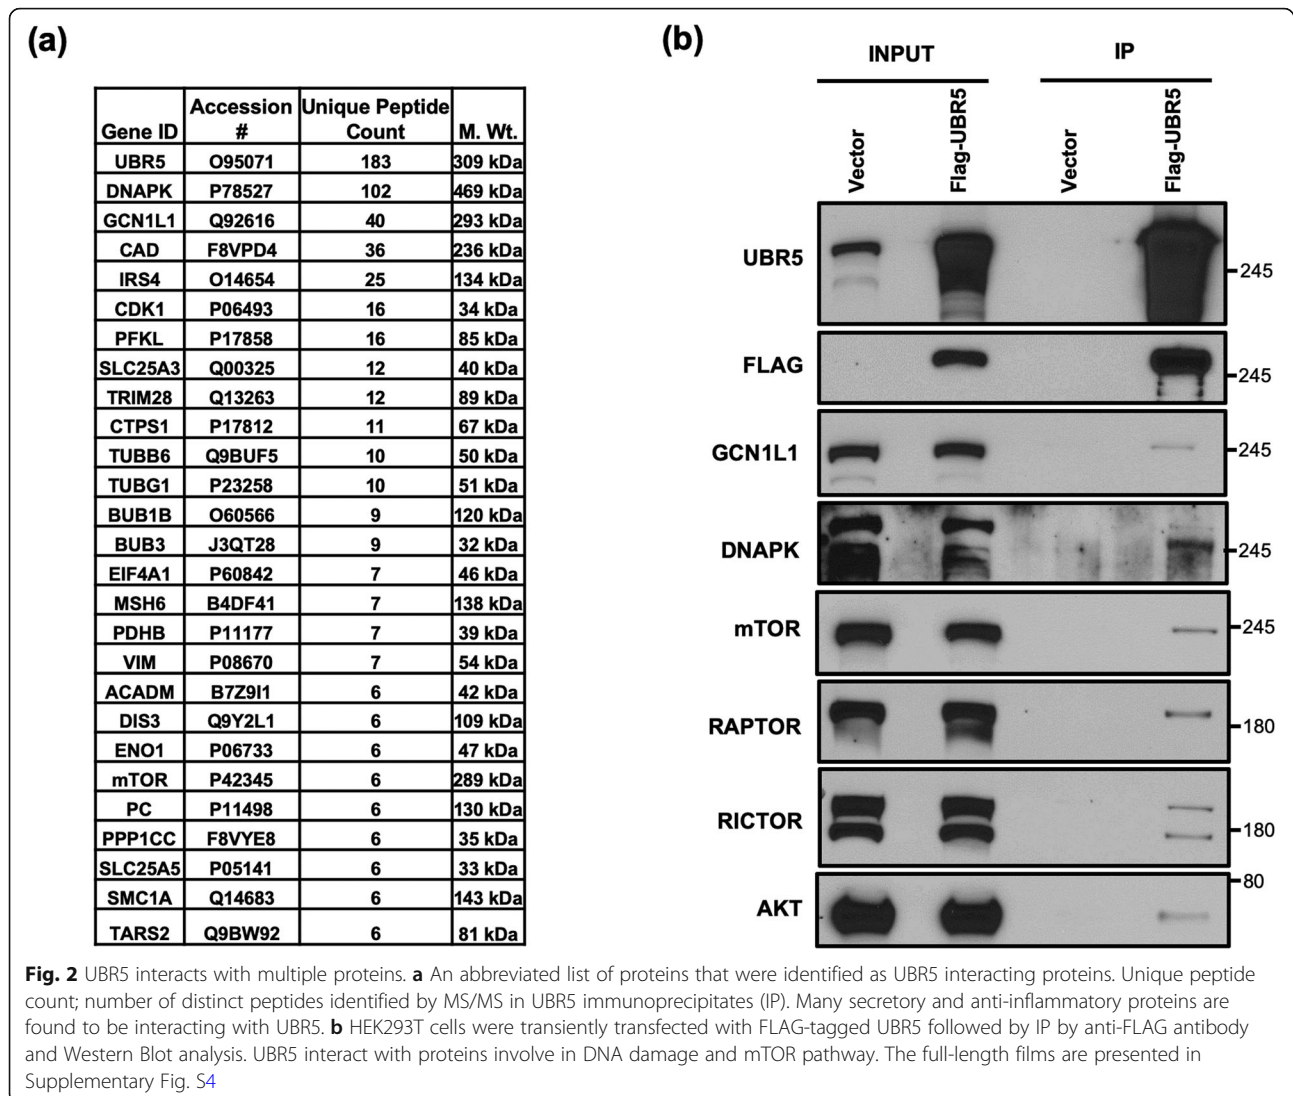 (a)
Gene ID Accession # Unique Peptide Count M. Wt.
UBR5 O95071 183 309 kDa
DNAPK P78527 102 469 kDa
GCN1L1 Q92616 40 293 kDa
CAD F8VPD4 36 236 kDa
IRS4 O14654 25 134 kDa
CDK1 P06493 16 34 kDa
PFKL P17858 16 85 kDa
SLC25A3 Q00325 12 40 kDa
TRIM28 Q13263 12 89 kDa
CTPS1 P17812 11 67 kDa
TUBB6 Q9BUF5 10 50 kDa
TUBG1 P23258 10 51 kDa
BUB1B O60566 9 120 kDa
BUB3 J3QT28 9 32 kDa
EIF4A1 P60842 7 46 kDa
MSH6 B4DF41 7 138 kDa
PDHB P11177 7 39 kDa
VIM P08670 7 54 kDa
ACADM B7Z9I1 6 42 kDa
DIS3 Q9Y2L1 6 109 kDa
ENO1 P06733 6 47 kDa
mTOR P42345 6 289 kDa
PC P11498 6 130 kDa
PPP1CC F8VYE8 6 35 kDa
SLC25A5 P05141 6 33 kDa
SMC1A Q14683 6 143 kDa
TARS2 Q9BW92 6 81 kDa
(b)
INPUT IP
Vector Flag-UBR5 Vector Flag-UBR5
UBR5 245
FLAG 245
GCN1L1 245
DNAPK 245
mTOR 245
RAPTOR 180
RICTOR 180
AKT 80
Fig. 2 UBR5 interacts with multiple proteins. a An abbreviated list of proteins that were identified as UBR5 interacting proteins. Unique peptide
count; number of distinct peptides identified by MS/MS in UBR5 immunoprecipitates (IP). Many secretory and anti-inflammatory proteins are
found to be interacting with UBR5. b HEK293T cells were transiently transfected with FLAG-tagged UBR5 followed by IP by anti-FLAG antibody
and Western Blot analysis. UBR5 interact with proteins involve in DNA damage and mTOR pathway. The full-length films are presented in
Supplementary Fig. S4